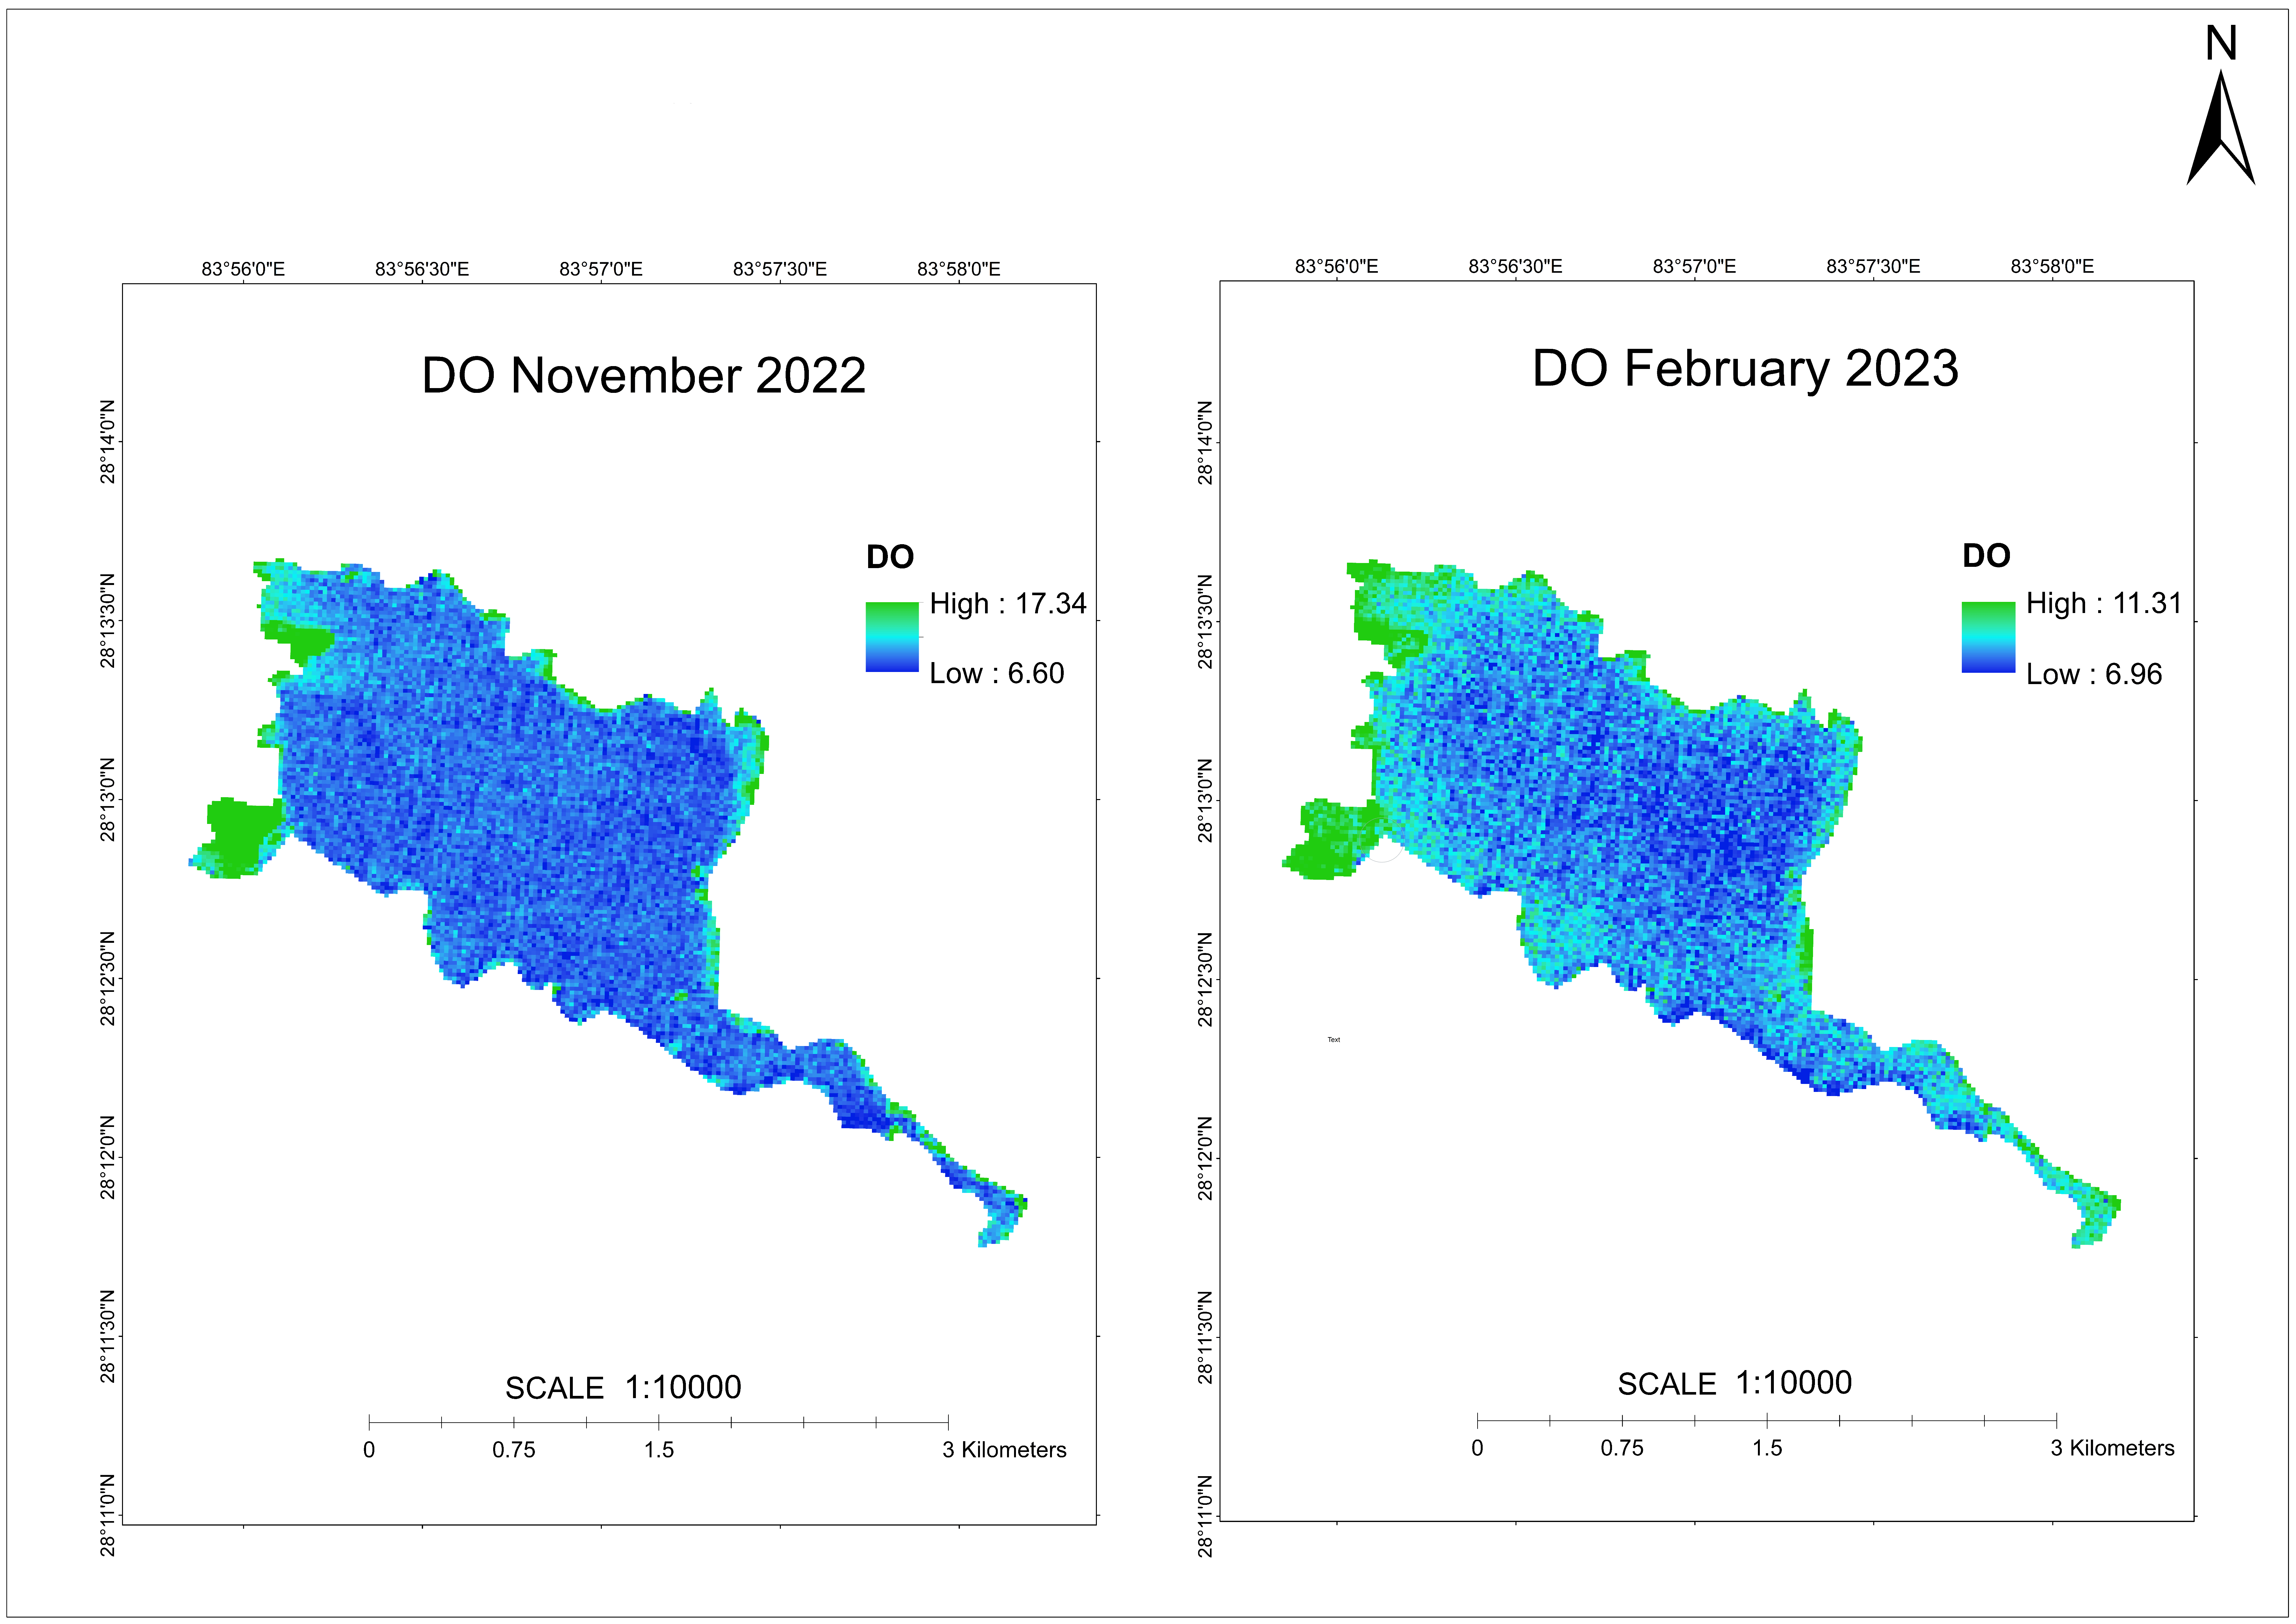 N
83°56'0"E 83°56'30"E 83°57'0"E 83°57'30"E 83°58'0"E
DO November 2022
28°14'0"N
28°13'30"N
28°13'0"N
28°12'30"N
28°12'0"N
28°11'30"N
28°11'0"N
DO
High : 17.34
Low : 6.60
SCALE 1:10000
0 0.75 1.5 3 Kilometers
83°56'0"E 83°56'30"E 83°57'0"E 83°57'30"E 83°58'0"E
DO February 2023
28°14'0"N
28°13'30"N
28°13'0"N
28°12'30"N
28°12'0"N
28°11'30"N
28°11'0"N
DO
High : 11.31
Low : 6.96
Text
SCALE 1:10000
0 0.75 1.5 3 Kilometers